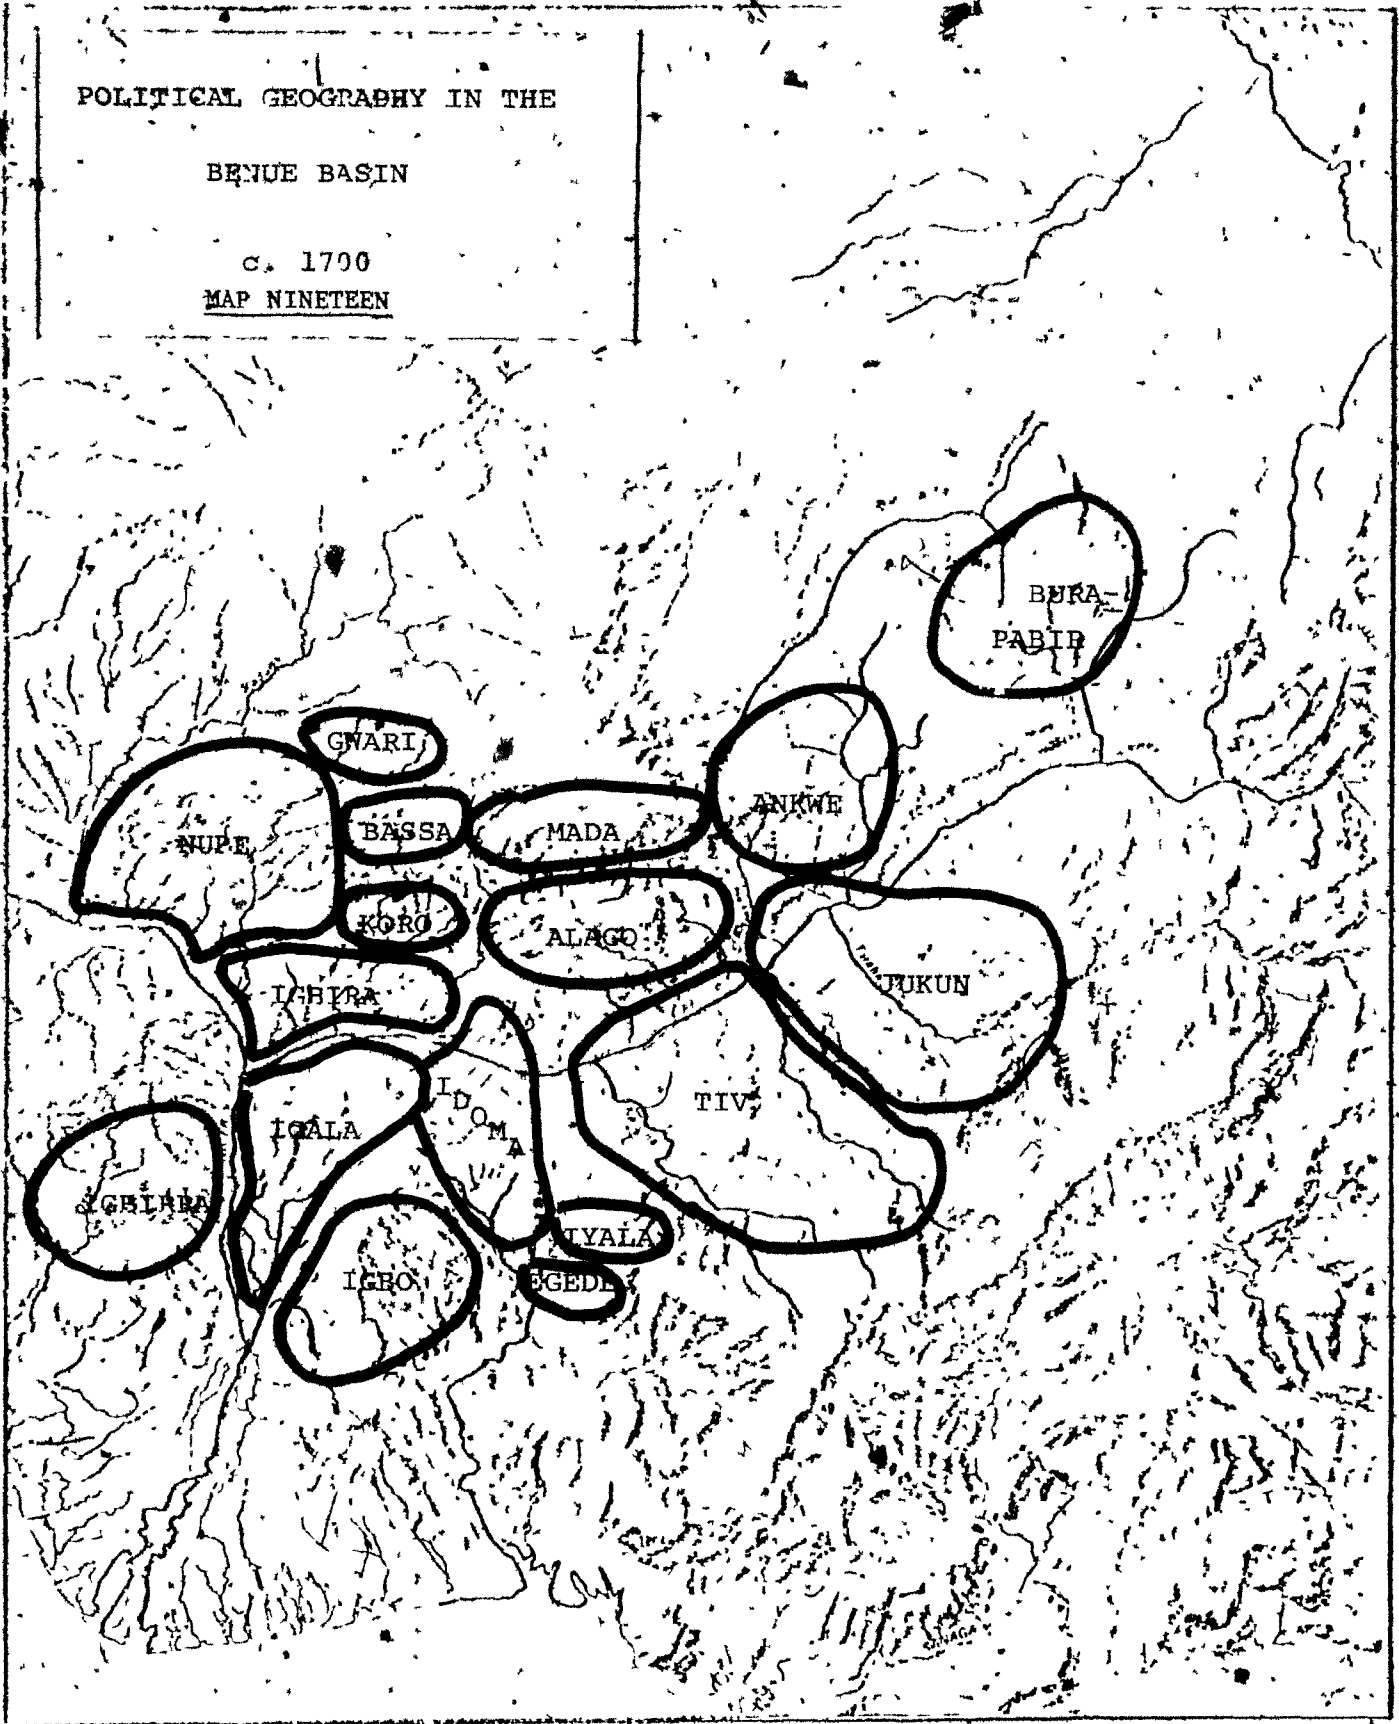 POLITICAL GEOGRAPHY IN THE
BENUE BASIN
c. 1700
MAP NINETEEN
BURA-
PABIR
GWARI
ANKWE
NUPE
BASSA
MADA
KORO
ALAGO
IGBIRA
JUKUN
IDOMA
TIV
IGALA
IGBIRRA
IYALA
IGBO
EGEDE